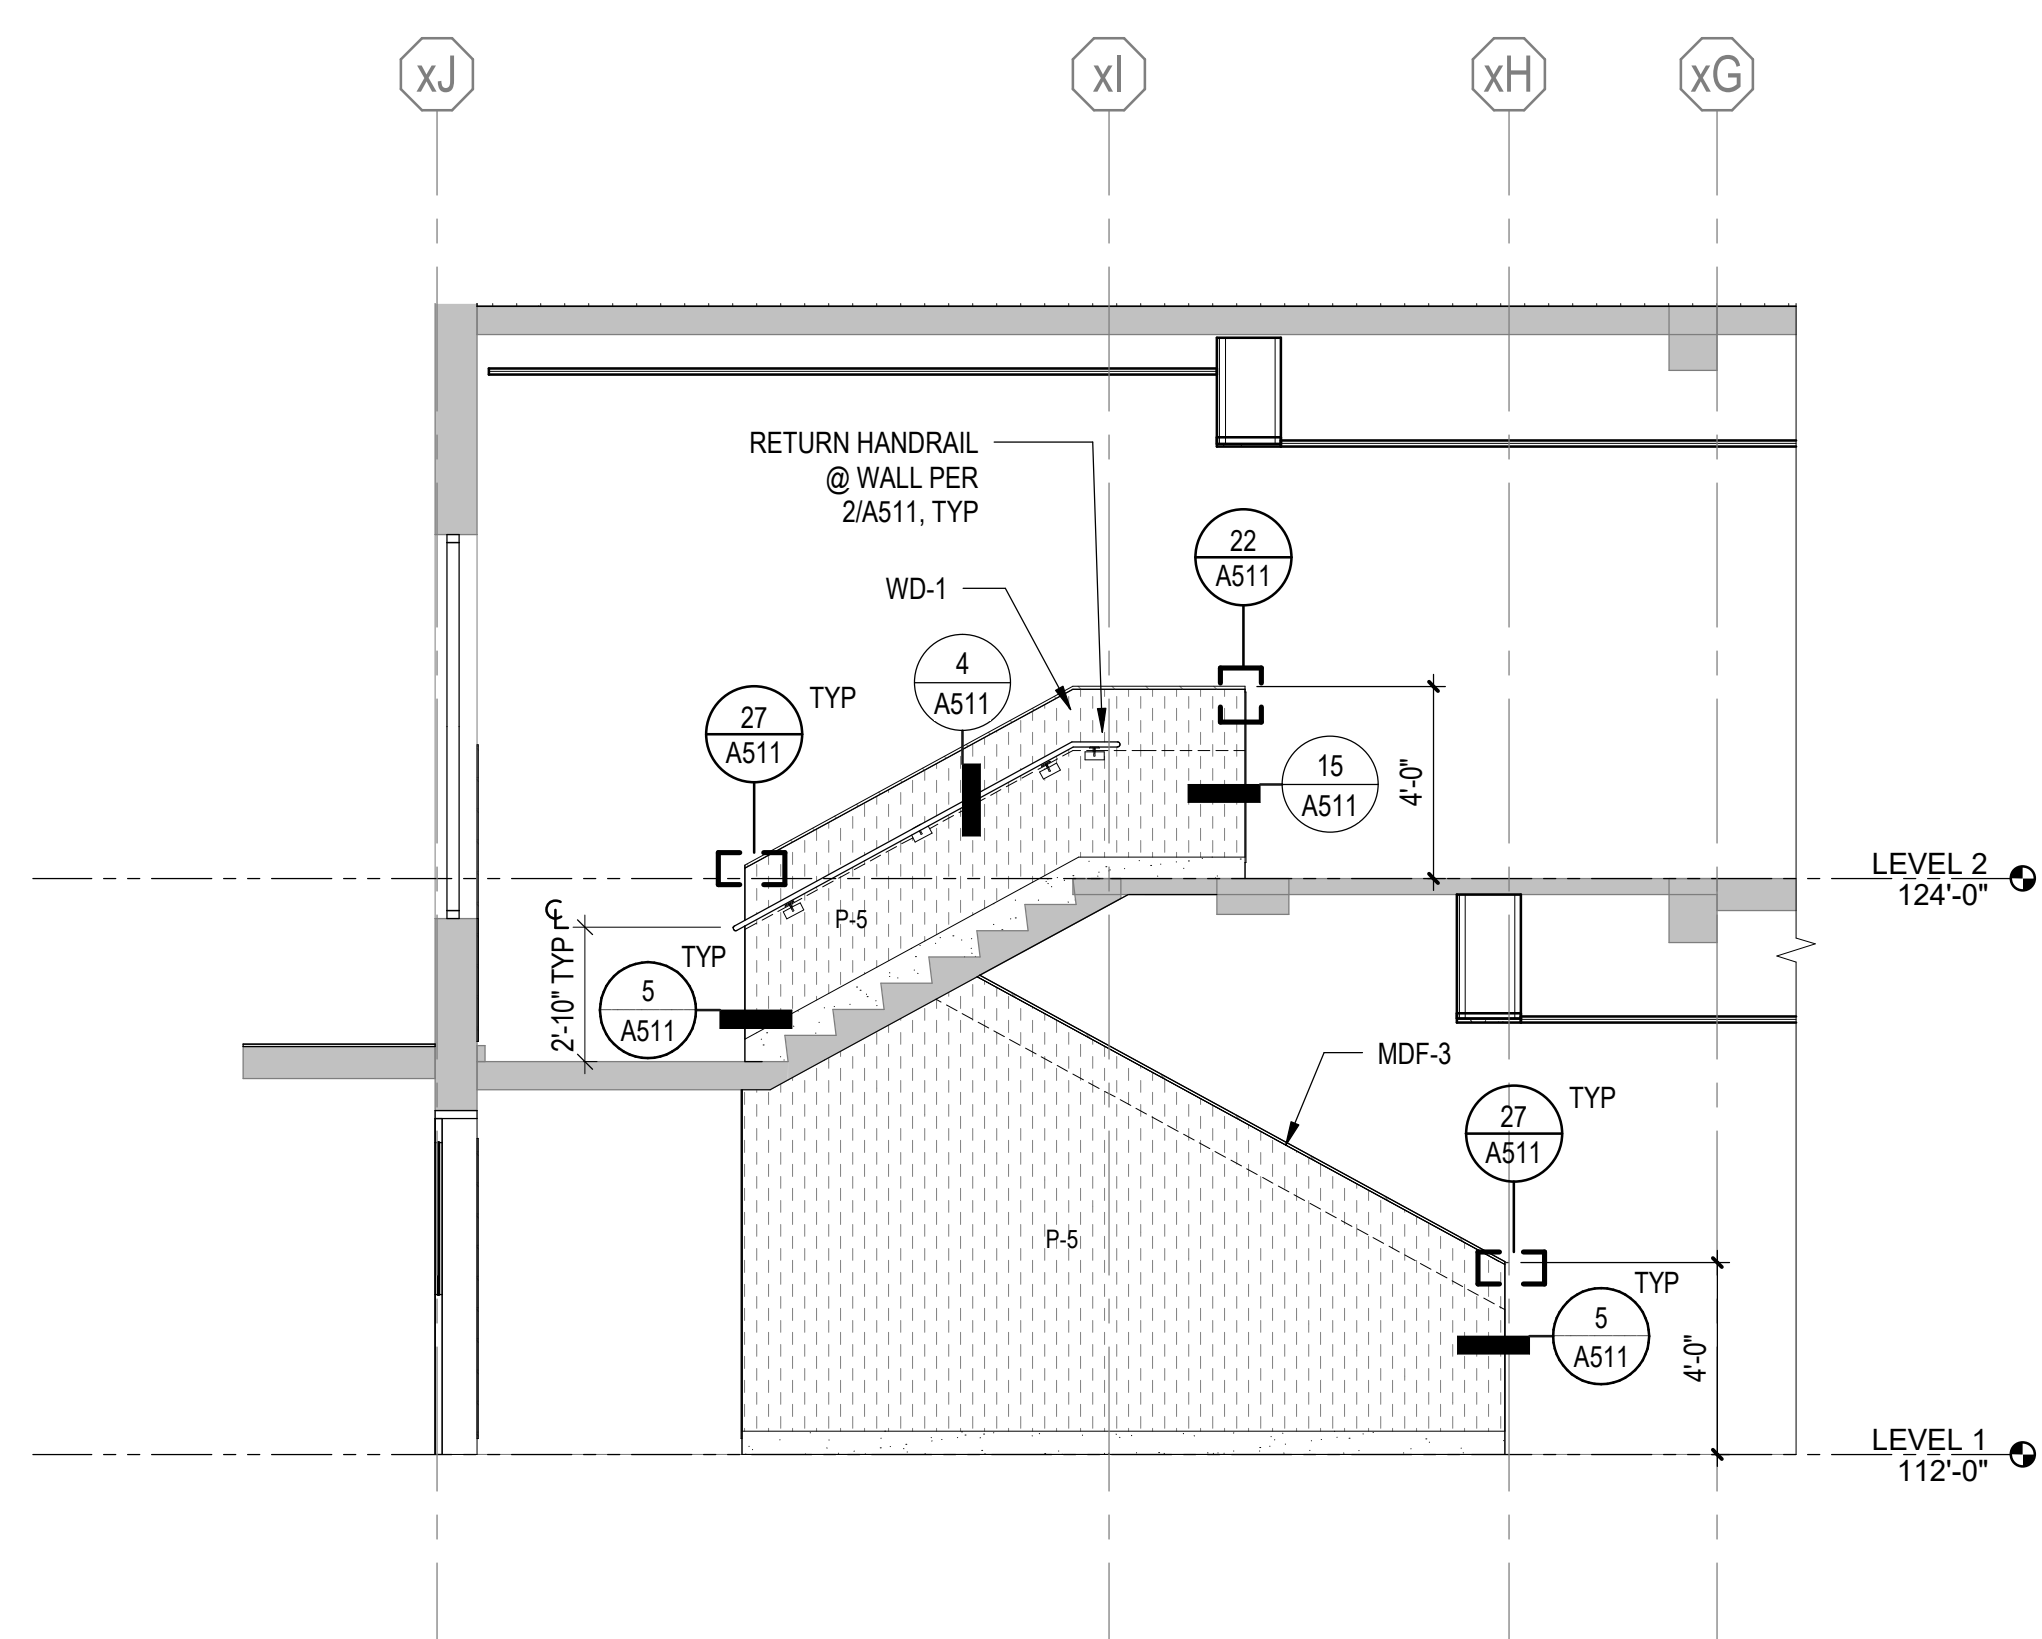 xJ
xI
xH
xG
RETURN HANDRAIL
@ WALL PER
2/A511, TYP
22
A511
WD-1
4
A511
27
A511
TYP
15
A511
4'-0"
LEVEL 2
124'-0"
P-5
℄
2'-10" TYP
TYP
5
A511
MDF-3
27
A511
TYP
P-5
TYP
5
A511
4'-0"
LEVEL 1
112'-0"